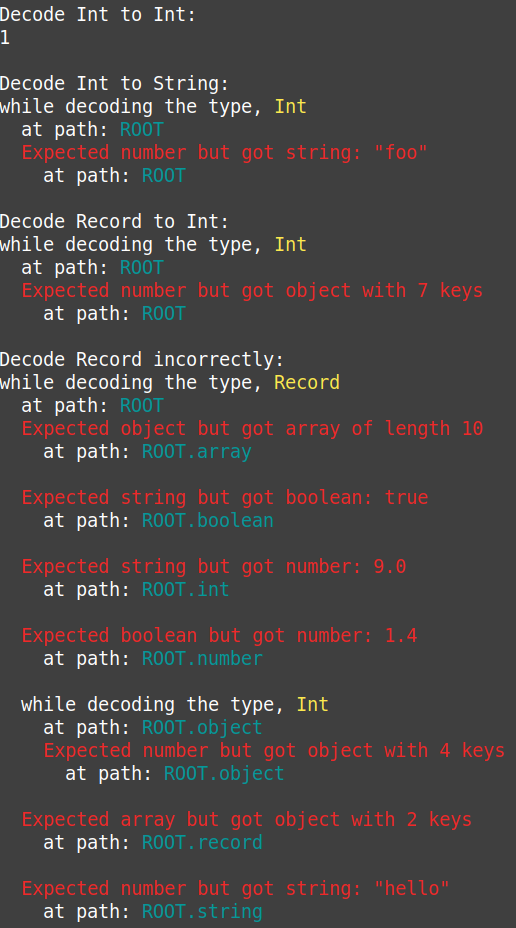 Decode Int to Int:
1

Decode Int to String:
while decoding the type, Int
  at path: ROOT
  Expected number but got string: "foo"
    at path: ROOT

Decode Record to Int:
while decoding the type, Int
  at path: ROOT
  Expected number but got object with 7 keys
    at path: ROOT

Decode Record incorrectly:
while decoding the type, Record
  at path: ROOT
  Expected object but got array of length 10
    at path: ROOT.array

  Expected string but got boolean: true
    at path: ROOT.boolean

  Expected string but got number: 9.0
    at path: ROOT.int

  Expected boolean but got number: 1.4
    at path: ROOT.number

  while decoding the type, Int
    at path: ROOT.object
    Expected number but got object with 4 keys
      at path: ROOT.object

  Expected array but got object with 2 keys
    at path: ROOT.record

  Expected number but got string: "hello"
    at path: ROOT.string